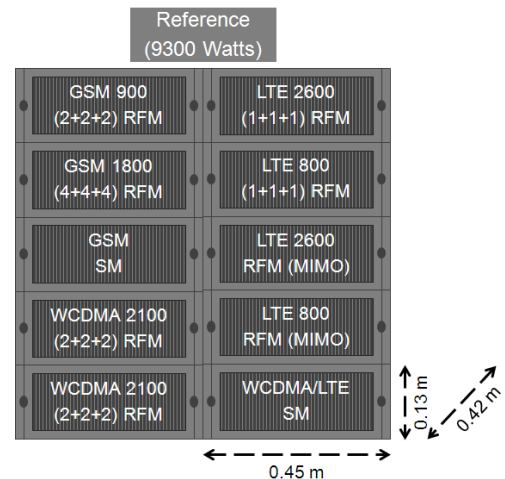 Reference
(9300 Watts)
GSM 900
(2+2+2) RFM
LTE 2600
(1+1+1) RFM
GSM 1800
(4+4+4) RFM
LTE 800
(1+1+1) RFM
GSM
SM
LTE 2600
RFM (MIMO)
WCDMA 2100
(2+2+2) RFM
LTE 800
RFM (MIMO)
WCDMA 2100
(2+2+2) RFM
WCDMA/LTE
SM
0.13 m
0.42 m
0.45 m